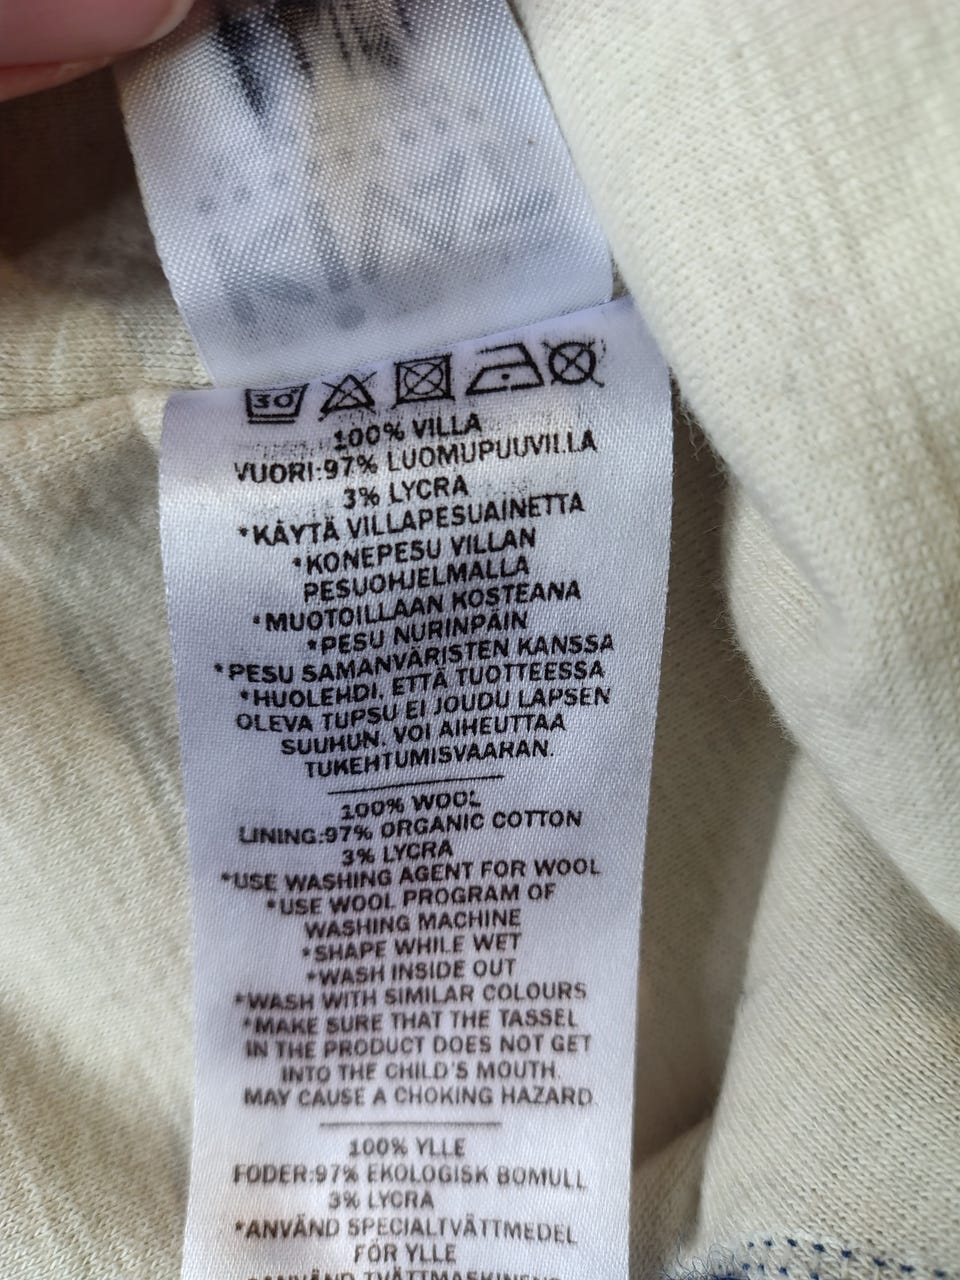 30°
100% VILLA
VUORI:97% LUOMUPUUVILLA
3% LYCRA
*KÄYTÄ VILLAPESUAINETTA
*KONEPESU VILLAN
PESUOHJELMALLA
*MUOTOILLAAN KOSTEANA
*PESU NURINPÄIN
*PESU SAMANVÄRISTEN KANSSA
*HUOLEHDI, ETTÄ TUOTTEESSA
OLEVA TUPSU EI JOUDU LAPSEN
SUUHUN. VOI AIHEUTTAA
TUKEHTUMISVAARAN.
100% WOOL
LINING:97% ORGANIC COTTON
3% LYCRA
*USE WASHING AGENT FOR WOOL
*USE WOOL PROGRAM OF
WASHING MACHINE
*SHAPE WHILE WET
*WASH INSIDE OUT
*WASH WITH SIMILAR COLOURS
*MAKE SURE THAT THE TASSEL
IN THE PRODUCT DOES NOT GET
INTO THE CHILD'S MOUTH.
MAY CAUSE A CHOKING HAZARD.
100% YLLE
FODER:97% EKOLOGISK BOMULL
3% LYCRA
*ANVÄND SPECIALTVÄTTMEDEL
FÖR YLLE